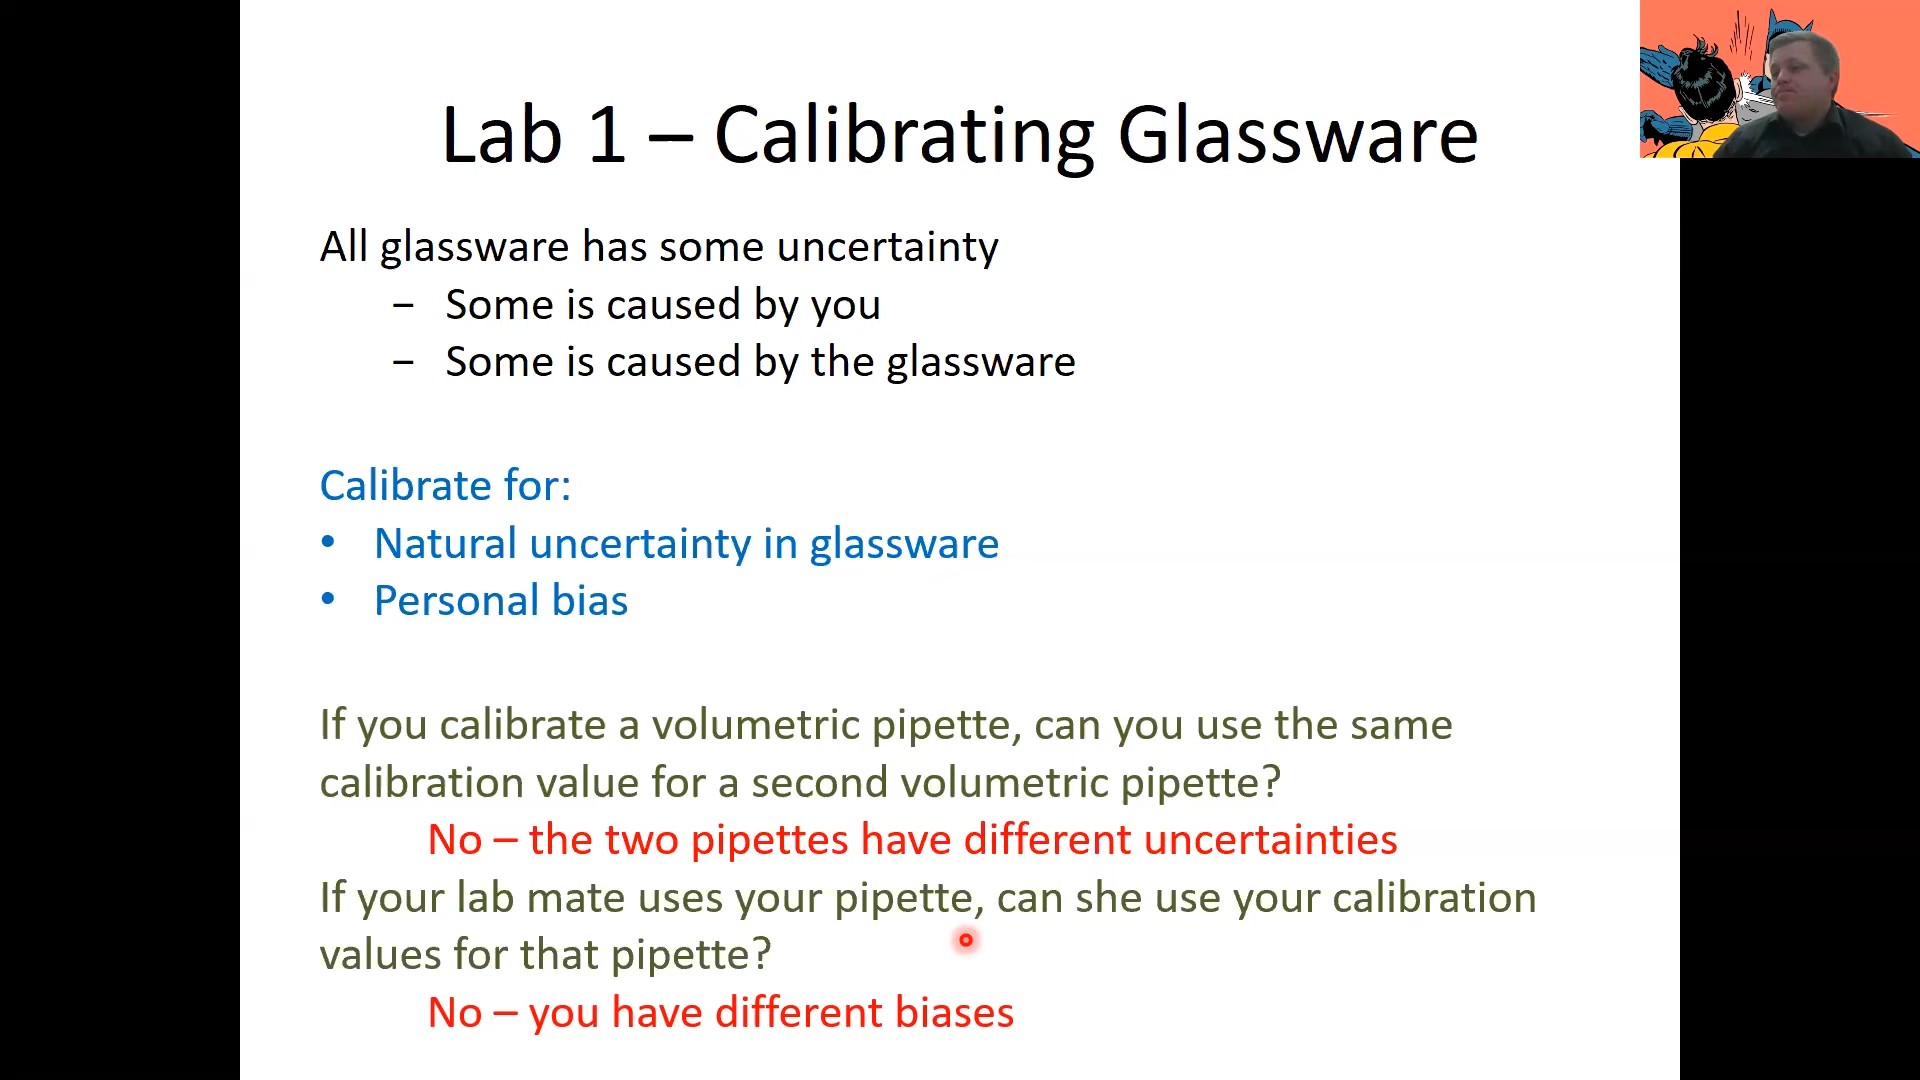 Lab 1 – Calibrating Glassware
All glassware has some uncertainty
– Some is caused by you
– Some is caused by the glassware
Calibrate for:
• Natural uncertainty in glassware
• Personal bias
If you calibrate a volumetric pipette, can you use the same
calibration value for a second volumetric pipette?
No – the two pipettes have different uncertainties
If your lab mate uses your pipette, can she use your calibration
values for that pipette?
No – you have different biases